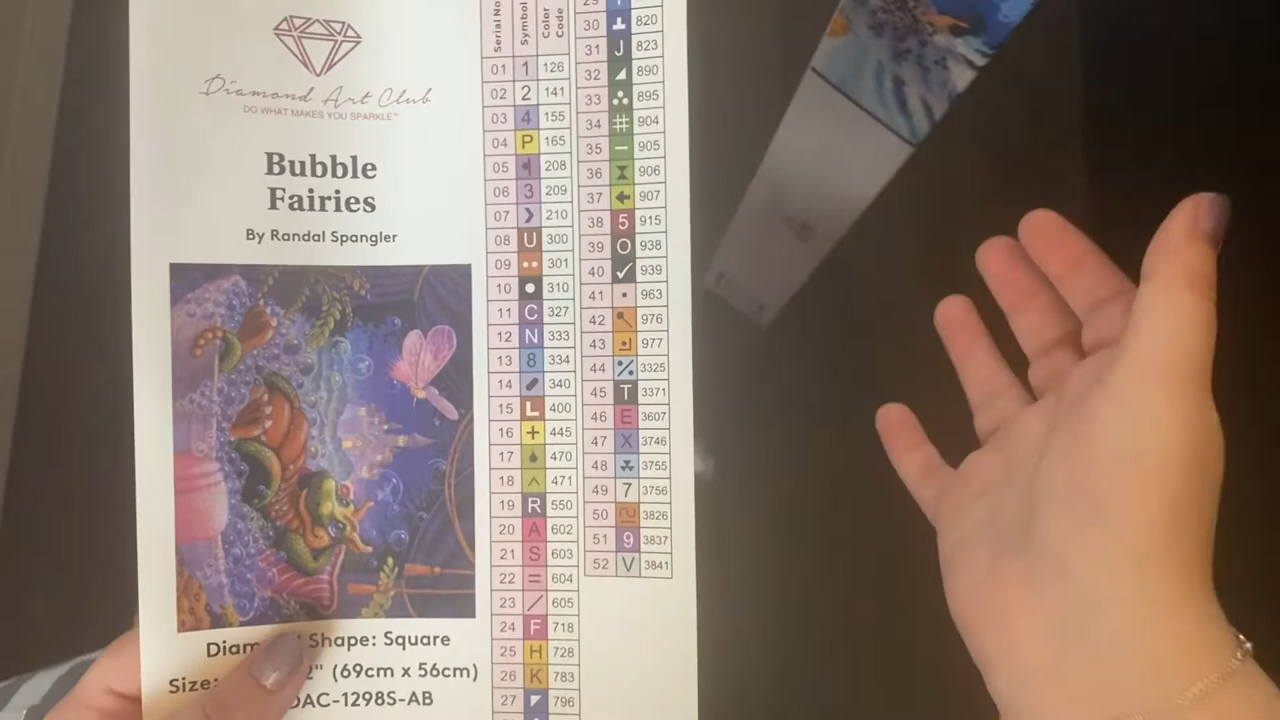 Diamond Art Club
DO WHAT MAKES YOU SPARKLE™
Bubble
Fairies
By Randal Spangler
Shape: Square
Size: 2" (69cm x 56cm)
DAC-1298S-AB
Serial No Symbol Color Code
01 1 126
02 2 141
03 4 155
04 P 165
05 208
06 3 209
07 ❯ 210
08 U 300
09 •• 301
10 ● 310
11 C 327
12 N 333
13 8 334
14 340
15 L 400
16 + 445
17 470
18 ^ 471
19 R 550
20 A 602
21 S 603
22 = 604
23 / 605
24 F 718
25 H 728
26 K 783
27 ◤ 796
30 820
31 J 823
32 ◢ 890
33 895
34 # 904
35 – 905
36 906
37 ← 907
38 5 915
39 O 938
40 ✓ 939
41 ▪ 963
42 976
43 977
44 3325
45 T 3371
46 E 3607
47 X 3746
48 3755
49 7 3756
50 3826
51 9 3837
52 V 3841